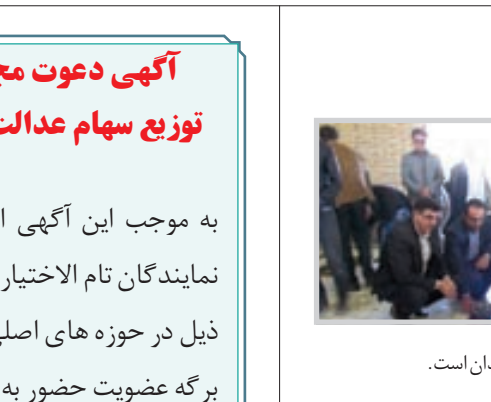 آگهی دعوت مج
توزیع سهام عدالت
به موجب این آگهی ا
نمایندگان تام الاختیار
ذیل در حوزه های اصل
برگه عضویت حضور به
دان است.